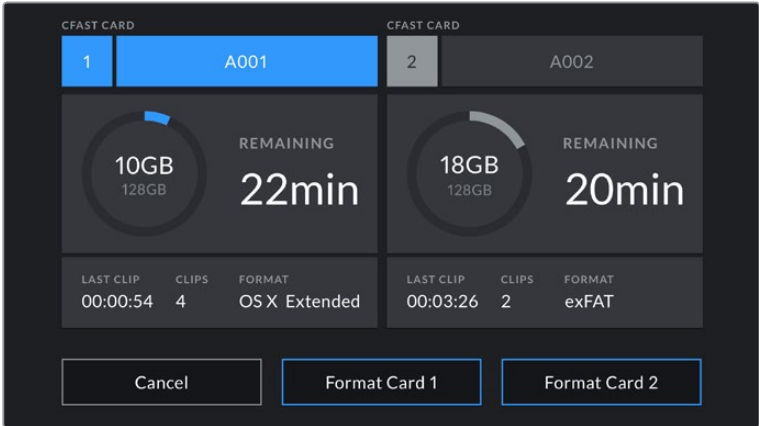 CFAST CARD
1 A001
10GB
128GB
REMAINING
22min
LAST CLIP CLIPS FORMAT
00:00:54 4 OS X Extended
CFAST CARD
2 A002
18GB
128GB
REMAINING
20min
LAST CLIP CLIPS FORMAT
00:03:26 2 exFAT
Cancel Format Card 1 Format Card 2